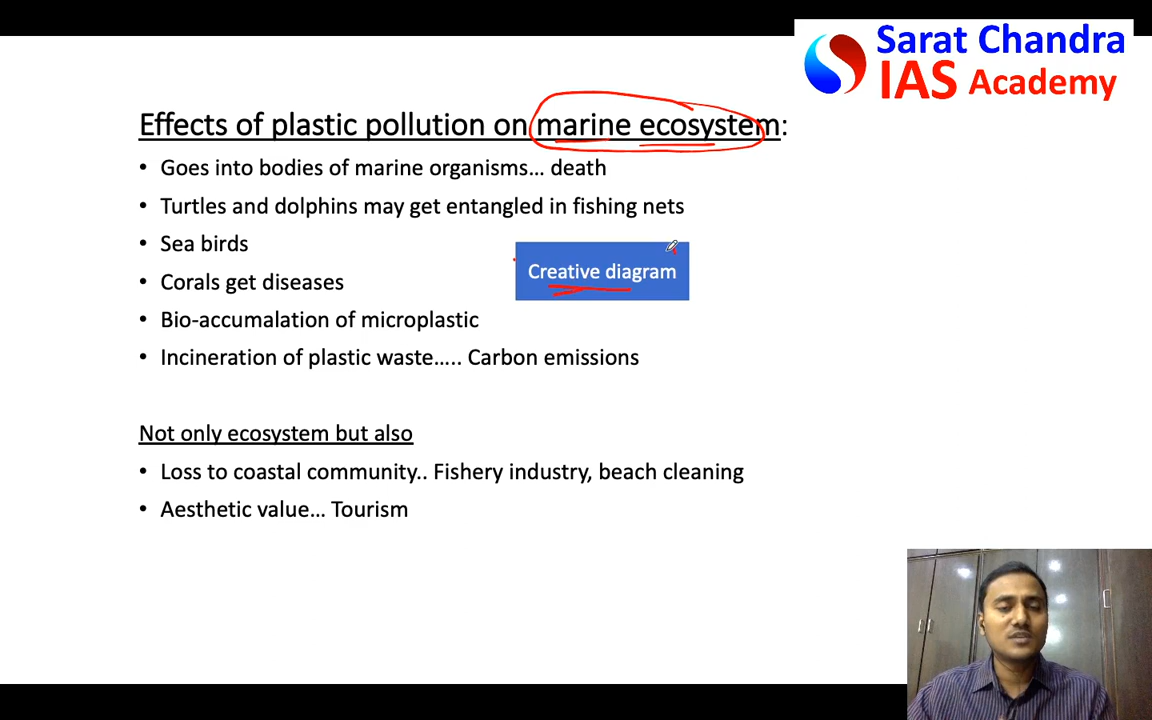 Sarat Chandra
IAS Academy
Effects of plastic pollution on marine ecosystem:
• Goes into bodies of marine organisms... death
• Turtles and dolphins may get entangled in fishing nets
• Sea birds
Creative diagram
• Corals get diseases
• Bio-accumalation of microplastic
• Incineration of plastic waste..... Carbon emissions
Not only ecosystem but also
• Loss to coastal community.. Fishery industry, beach cleaning
• Aesthetic value... Tourism